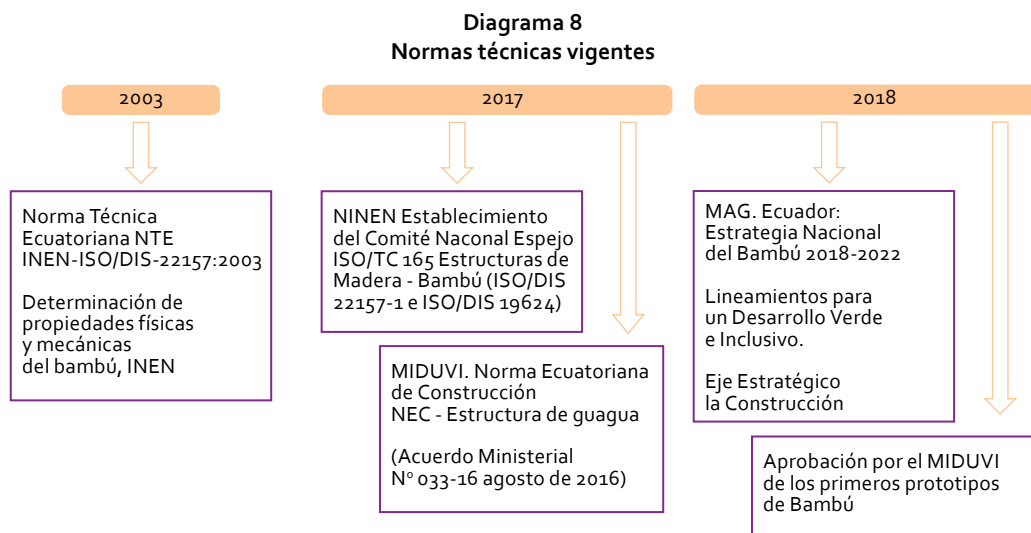 Diagrama 8
Normas técnicas vigentes
2003
2017
2018
Norma Técnica
Ecuatoriana NTE
INEN-ISO/DIS-22157:2003
Determinación de
propiedades físicas
y mecánicas
del bambú, INEN
NINEN Establecimiento
del Comité Naconal Espejo
ISO/TC 165 Estructuras de
Madera - Bambú (ISO/DIS
22157-1 e ISO/DIS 19624)
MIDUVI. Norma Ecuatoriana
de Construcción
NEC - Estructura de guagua
(Acuerdo Ministerial
Nº 033-16 agosto de 2016)
MAG. Ecuador:
Estrategia Nacional
del Bambú 2018-2022
Lineamientos para
un Desarrollo Verde
e Inclusivo.
Eje Estratégico
la Construcción
Aprobación por el MIDUVI
de los primeros prototipos
de Bambú